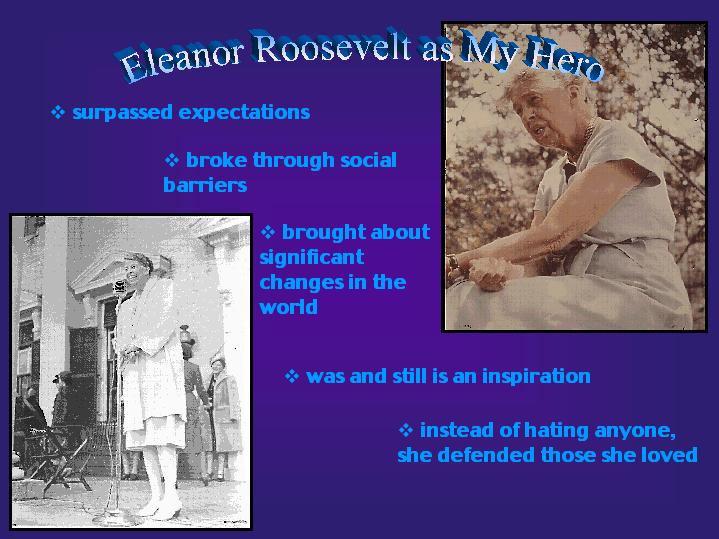 Eleanor Roosevelt as My Hero
❖ surpassed expectations
❖ broke through social
barriers
❖ brought about
significant
changes in the
world
❖ was and still is an inspiration
❖ instead of hating anyone,
she defended those she loved